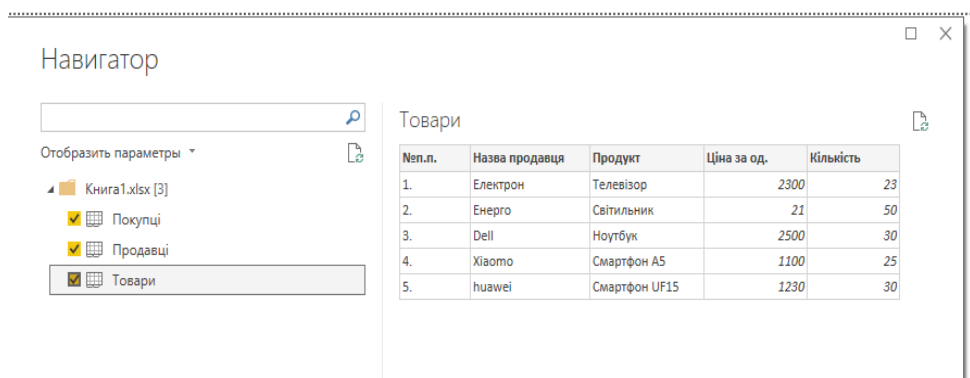 Навигатор
Отобразить параметры
Книга1.xlsx [3]
Покупці
Продавці
Товари
Товари
№п.п. Назва продавця Продукт Ціна за од. Кількість
1. Електрон Телевізор 2300 23
2. Енерго Світильник 21 50
3. Dell Ноутбук 2500 30
4. Xiaomo Смартфон A5 1100 25
5. huawei Смартфон UF15 1230 30